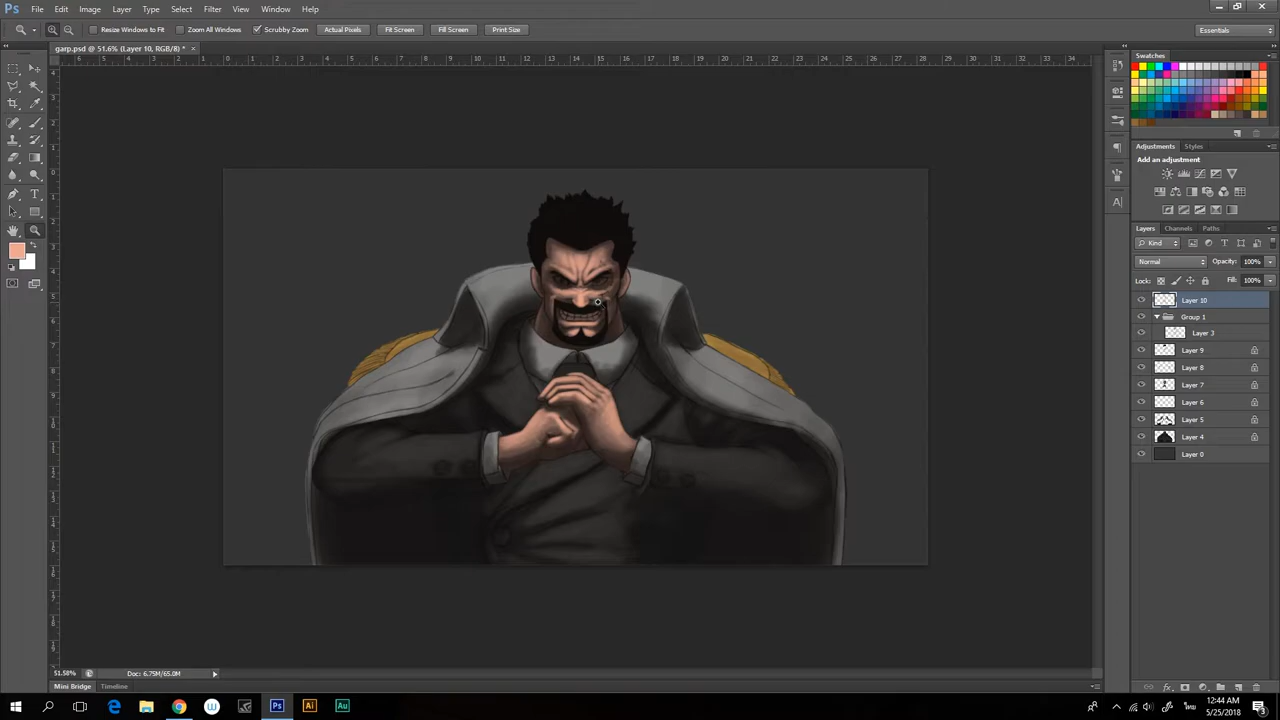 Ps File Edit Image Layer Type Select Filter View Window Help
Resize Windows to Fit Zoom All Windows Scrubby Zoom Actual Pixels Fit Screen Fill Screen Print Size Essentials
garp.psd @ 51.6% (Layer 10, RGB/8) *
Swatches
Adjustments Styles
Add an adjustment
Layers Channels Paths
Kind
Normal Opacity: 100%
Lock: Fill: 100%
Layer 10
Group 1
Layer 3
Layer 9
Layer 8
Layer 7
Layer 6
Layer 5
Layer 4
Layer 0
51.58% Doc: 6.75M/65.0M
Mini Bridge Timeline
Ps Ai Au
12:44 AM
5/25/2018